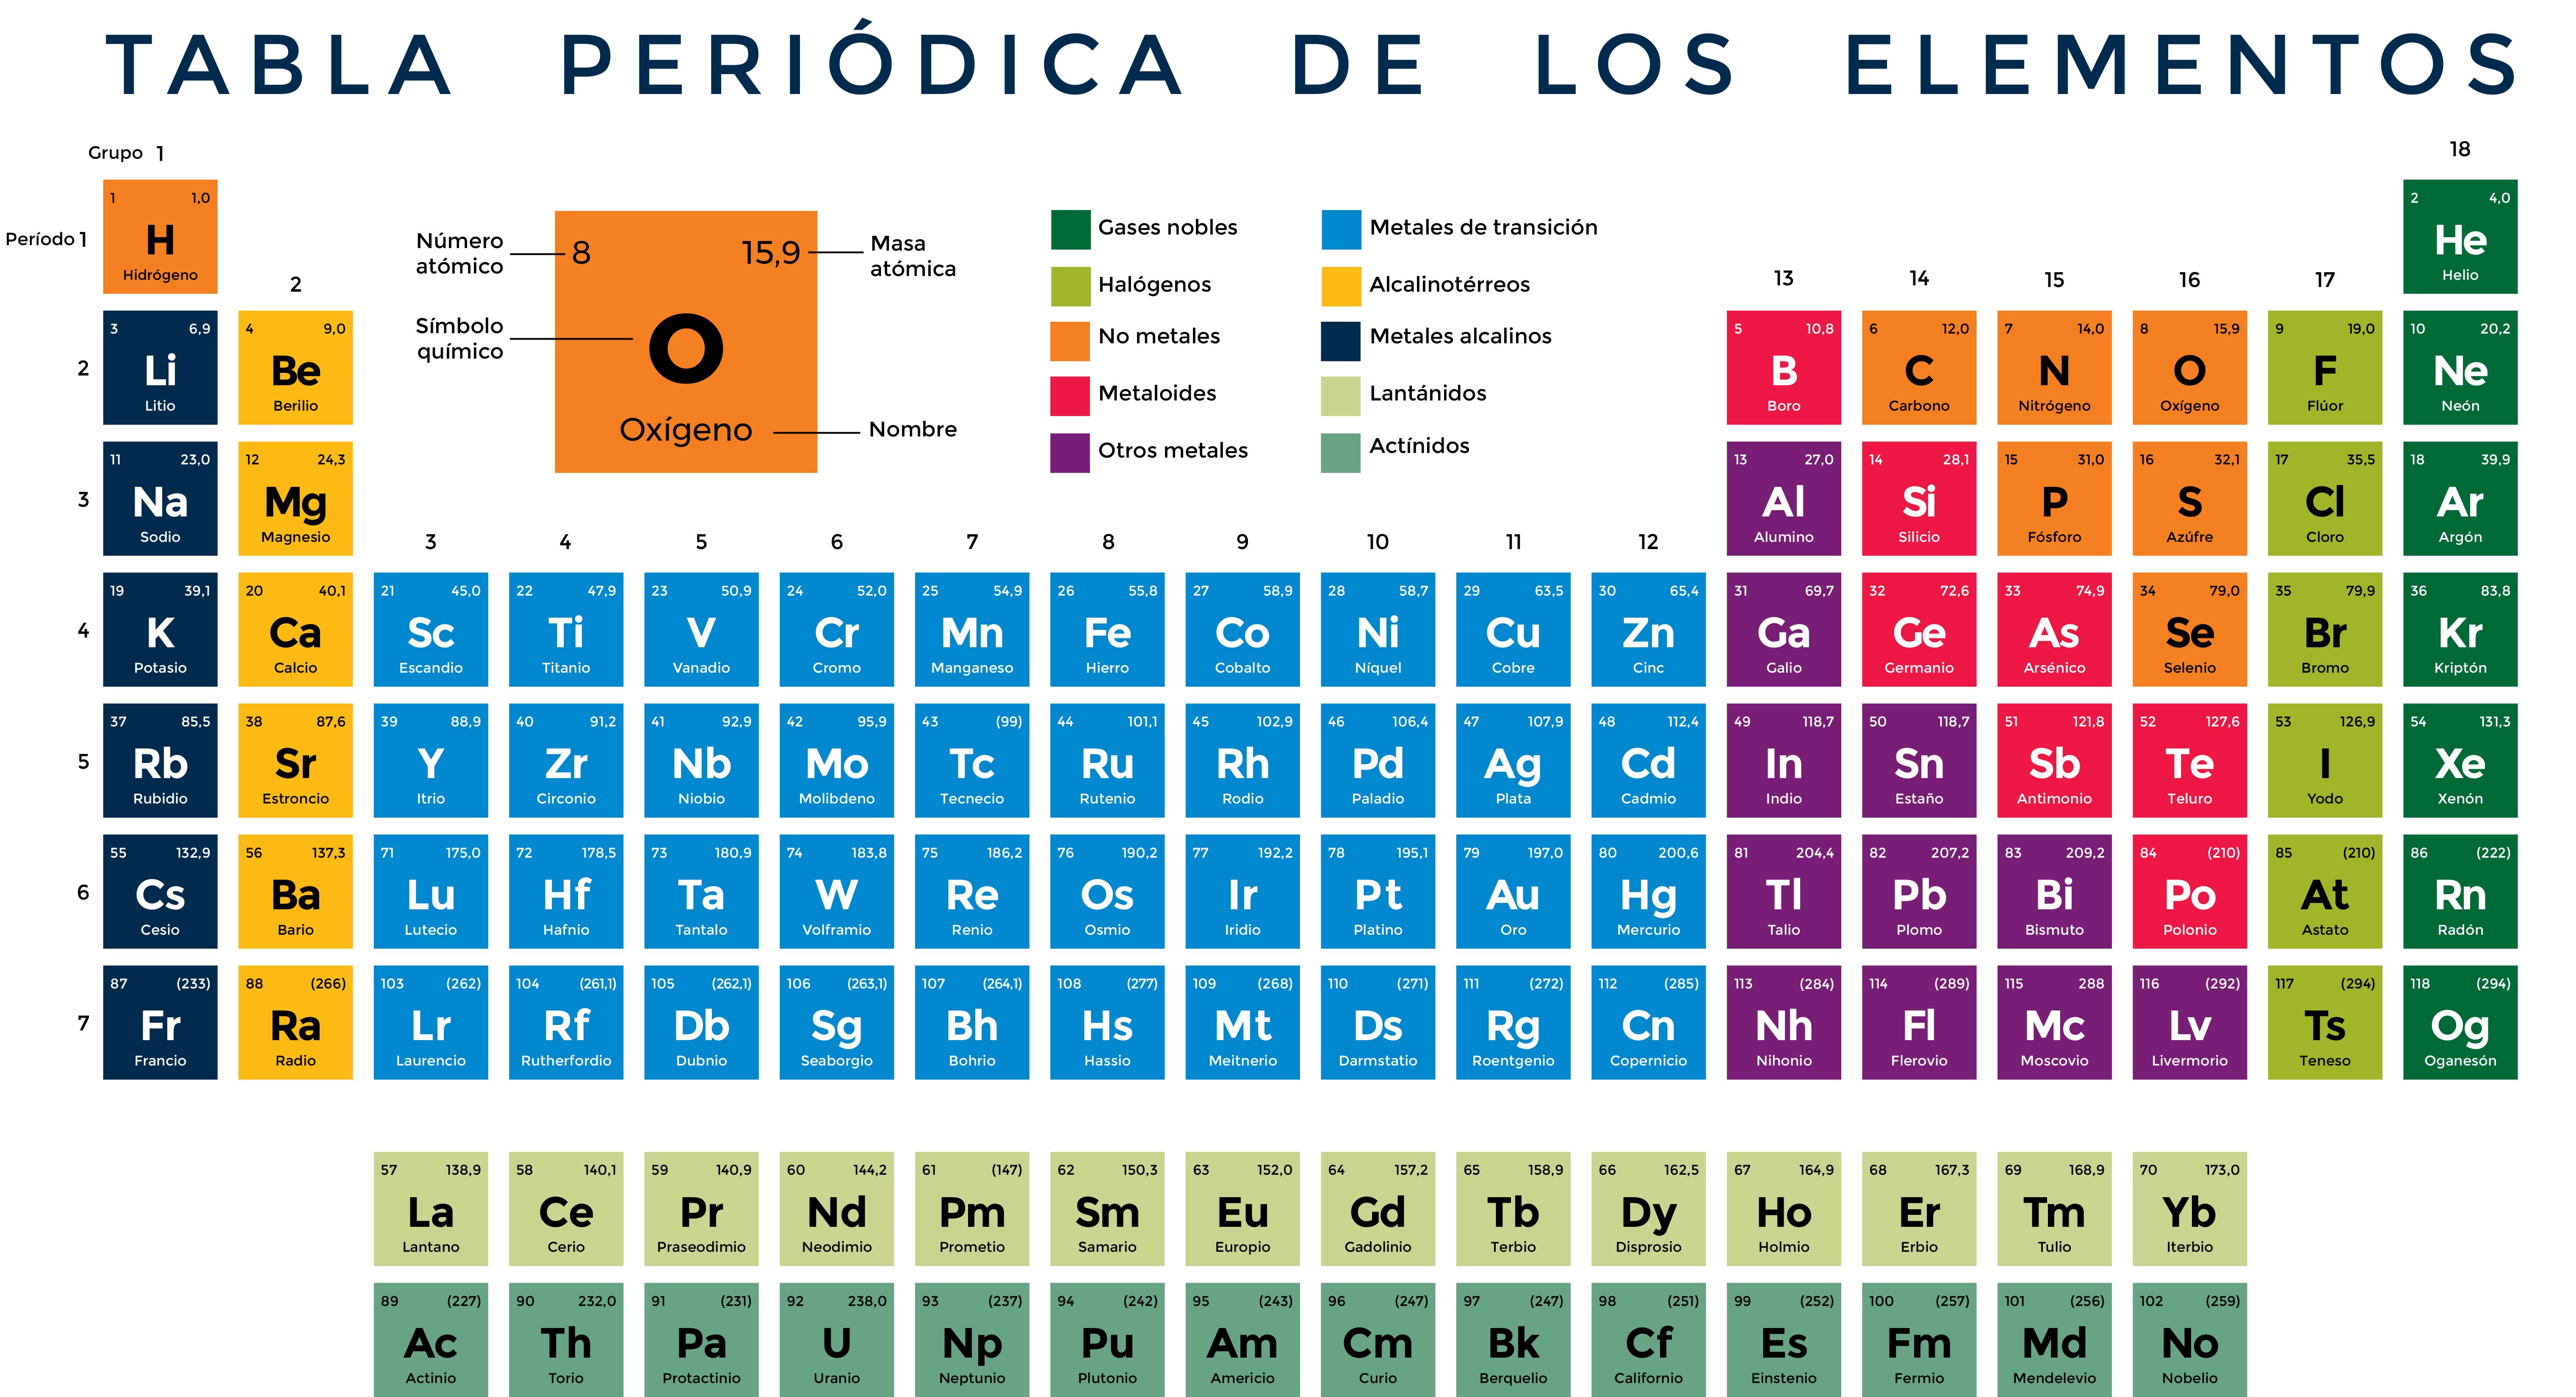 TABLA PERIÓDICA DE LOS ELEMENTOS
Grupo 1
18
1 1,0
H
Hidrógeno
Período 1
2
Número
atómico
8 15,9
Masa
atómica
Símbolo
químico
O
Oxígeno
Nombre
Gases nobles
Halógenos
No metales
Metaloides
Otros metales
Metales de transición
Alcalinotérreos
Metales alcalinos
Lantánidos
Actínidos
13 14 15 16 17
2 4,0
He
Helio
2
3 6,9 4 9,0 5 10,8 6 12,0 7 14,0 8 15,9 9 19,0 10 20,2
Li Be B C N O F Ne
Litio Berilio Boro Carbono Nitrógeno Oxígeno Flúor Neón
3
11 23,0 12 24,3 13 27,0 14 28,1 15 31,0 16 32,1 17 35,5 18 39,9
Na Mg Al Si P S Cl Ar
Sodio Magnesio Alumino Silicio Fósforo Azúfre Cloro Argón
3 4 5 6 7 8 9 10 11 12
4
19 39,1 20 40,1 21 45,0 22 47,9 23 50,9 24 52,0 25 54,9 26 55,8 27 58,9 28 58,7 29 63,5 30 65,4 31 69,7 32 72,6 33 74,9 34 79,0 35 79,9 36 83,8
K Ca Sc Ti V Cr Mn Fe Co Ni Cu Zn Ga Ge As Se Br Kr
Potasio Calcio Escandio Titanio Vanadio Cromo Manganeso Hierro Cobalto Níquel Cobre Cinc Galio Germanio Arsénico Selenio Bromo Kriptón
5
37 85,5 38 87,6 39 88,9 40 91,2 41 92,9 42 95,9 43 (99) 44 101,1 45 102,9 46 106,4 47 107,9 48 112,4 49 118,7 50 118,7 51 121,8 52 127,6 53 126,9 54 131,3
Rb Sr Y Zr Nb Mo Tc Ru Rh Pd Ag Cd In Sn Sb Te I Xe
Rubidio Estroncio Itrio Circonio Niobio Molibdeno Tecnecio Rutenio Rodio Paladio Plata Cadmio Indio Estaño Antimonio Teluro Yodo Xenón
6
55 132,9 56 137,3 71 175,0 72 178,5 73 180,9 74 183,8 75 186,2 76 190,2 77 192,2 78 195,1 79 197,0 80 200,6 81 204,4 82 207,2 83 209,2 84 (210) 85 (210) 86 (222)
Cs Ba Lu Hf Ta W Re Os Ir Pt Au Hg Tl Pb Bi Po At Rn
Cesio Bario Lutecio Hafnio Tantalo Volframio Renio Osmio Iridio Platino Oro Mercurio Talio Plomo Bismuto Polonio Astato Radón
7
87 (233) 88 (266) 103 (262) 104 (261,1) 105 (262,1) 106 (263,1) 107 (264,1) 108 (277) 109 (268) 110 (271) 111 (272) 112 (285) 113 (284) 114 (289) 115 288 116 (292) 117 (294) 118 (294)
Fr Ra Lr Rf Db Sg Bh Hs Mt Ds Rg Cn Nh Fl Mc Lv Ts Og
Francio Radio Laurencio Rutherfordio Dubnio Seaborgio Bohrio Hassio Meitnerio Darmstatio Roentgenio Copernicio Nihonio Flerovio Moscovio Livermorio Teneso Oganesón
57 138,9 58 140,1 59 140,9 60 144,2 61 (147) 62 150,3 63 152,0 64 157,2 65 158,9 66 162,5 67 164,9 68 167,3 69 168,9 70 173,0
La Ce Pr Nd Pm Sm Eu Gd Tb Dy Ho Er Tm Yb
Lantano Cerio Praseodimio Neodimio Prometio Samario Europio Gadolinio Terbio Disprosio Holmio Erbio Tulio Iterbio
89 (227) 90 232,0 91 (231) 92 238,0 93 (237) 94 (242) 95 (243) 96 (247) 97 (247) 98 (251) 99 (252) 100 (257) 101 (256) 102 (259)
Ac Th Pa U Np Pu Am Cm Bk Cf Es Fm Md No
Actinio Torio Protactinio Uranio Neptunio Plutonio Americio Curio Berquelio Californio Einstenio Fermio Mendelevio Nobelio